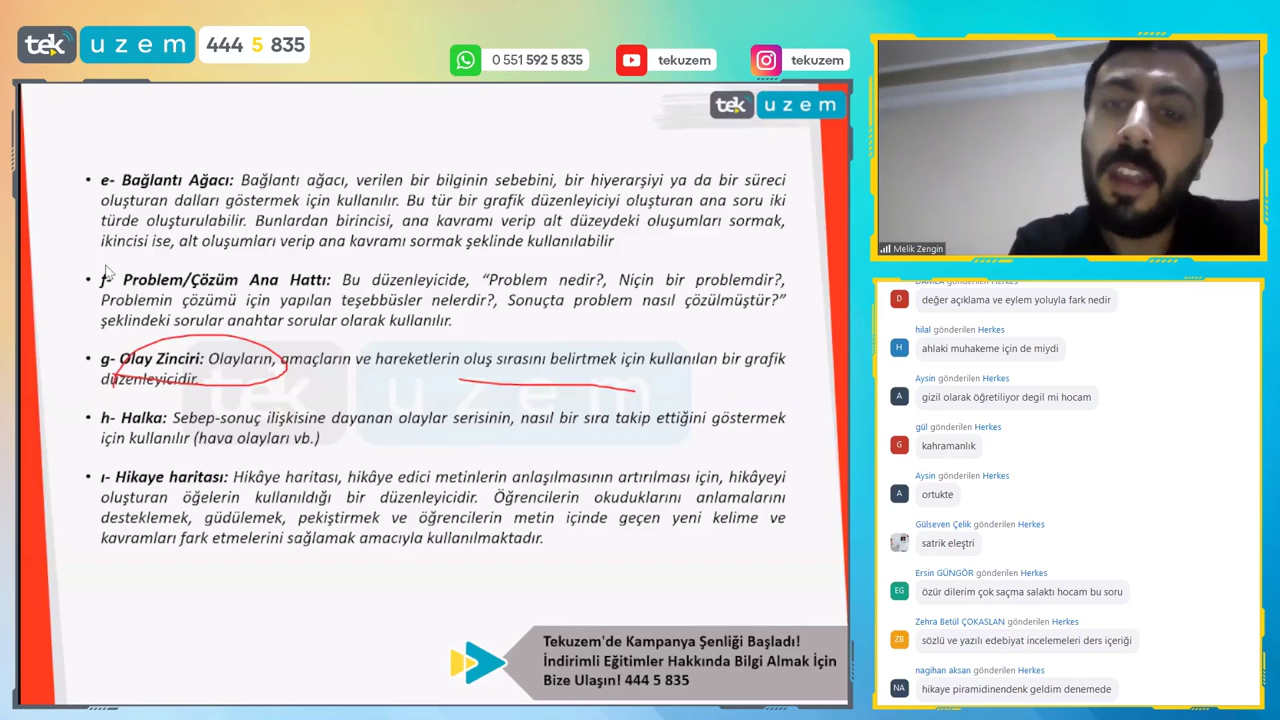 tek uzem 444 5 835
0 551 592 5 835
tekuzem
tekuzem
tek uzem
• e- Bağlantı Ağacı: Bağlantı ağacı, verilen bir bilginin sebebini, bir hiyerarşiyi ya da bir süreci
oluşturan dalları göstermek için kullanılır. Bu tür bir grafik düzenleyiciyi oluşturan ana soru iki
türde oluşturulabilir. Bunlardan birincisi, ana kavramı verip alt düzeydeki oluşumları sormak,
ikincisi ise, alt oluşumları verip ana kavramı sormak şeklinde kullanılabilir
• f- Problem/Çözüm Ana Hattı: Bu düzenleyicide, “Problem nedir?, Niçin bir problemdir?,
Problemin çözümü için yapılan teşebbüsler nelerdir?, Sonuçta problem nasıl çözülmüştür?”
şeklindeki sorular anahtar sorular olarak kullanılır.
• g- Olay Zinciri: Olayların, amaçların ve hareketlerin oluş sırasını belirtmek için kullanılan bir grafik
düzenleyicidir.
• h- Halka: Sebep-sonuç ilişkisine dayanan olaylar serisinin, nasıl bir sıra takip ettiğini göstermek
için kullanılır (hava olayları vb.)
• ı- Hikaye haritası: Hikâye haritası, hikâye edici metinlerin anlaşılmasının artırılması için, hikâyeyi
oluşturan öğelerin kullanıldığı bir düzenleyicidir. Öğrencilerin okuduklarını anlamalarını
desteklemek, güdülemek, pekiştirmek ve öğrencilerin metin içinde geçen yeni kelime ve
kavramları fark etmelerini sağlamak amacıyla kullanılmaktadır.
tek uzem
Tekuzem'de Kampanya Şenliği Başladı!
İndirimli Eğitimler Hakkında Bilgi Almak İçin
Bize Ulaşın! 444 5 835
Melik Zengin
gönderilen Herkes
D değer açıklama ve eylem yoluyla fark nedir
hilal gönderilen Herkes
H ahlaki muhakeme için de miydi
Aysin gönderilen Herkes
A gizil olarak öğretiliyor degil mi hocam
gül gönderilen Herkes
G kahramanlık
Aysin gönderilen Herkes
A ortukte
Gülseven Çelik gönderilen Herkes
satrik eleştri
Ersin GÜNGÖR gönderilen Herkes
EG özür dilerim çok saçma salaktı hocam bu soru
Zehra Betül ÇOKASLAN gönderilen Herkes
ZB sözlü ve yazılı edebiyat incelemeleri ders içeriği
nagihan aksan gönderilen Herkes
NA hikaye piramidinendenk geldim denemede